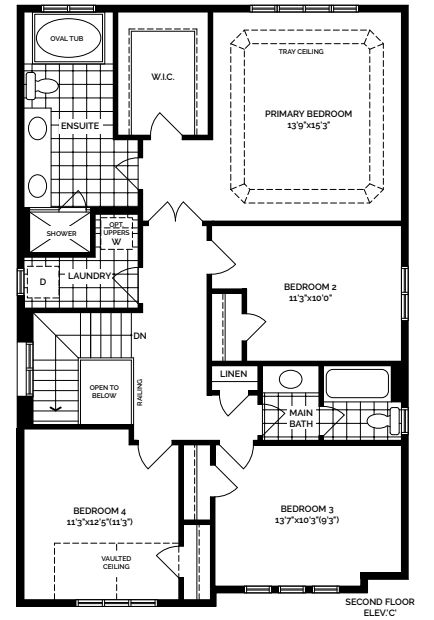 OVAL TUB
W.I.C.
TRAY CEILING
PRIMARY BEDROOM
13'9"x15'3"
ENSUITE
SHOWER
OPT.
UPPERS
W
D
LAUNDRY
BEDROOM 2
11'3"x10'0"
DN
LINEN
OPEN TO
BELOW
RAILING
MAIN
BATH
BEDROOM 4
11'3"x12'5"(11'3")
BEDROOM 3
13'7"x10'3"(9'3")
VAULTED
CEILING
SECOND FLOOR
ELEV.'C'